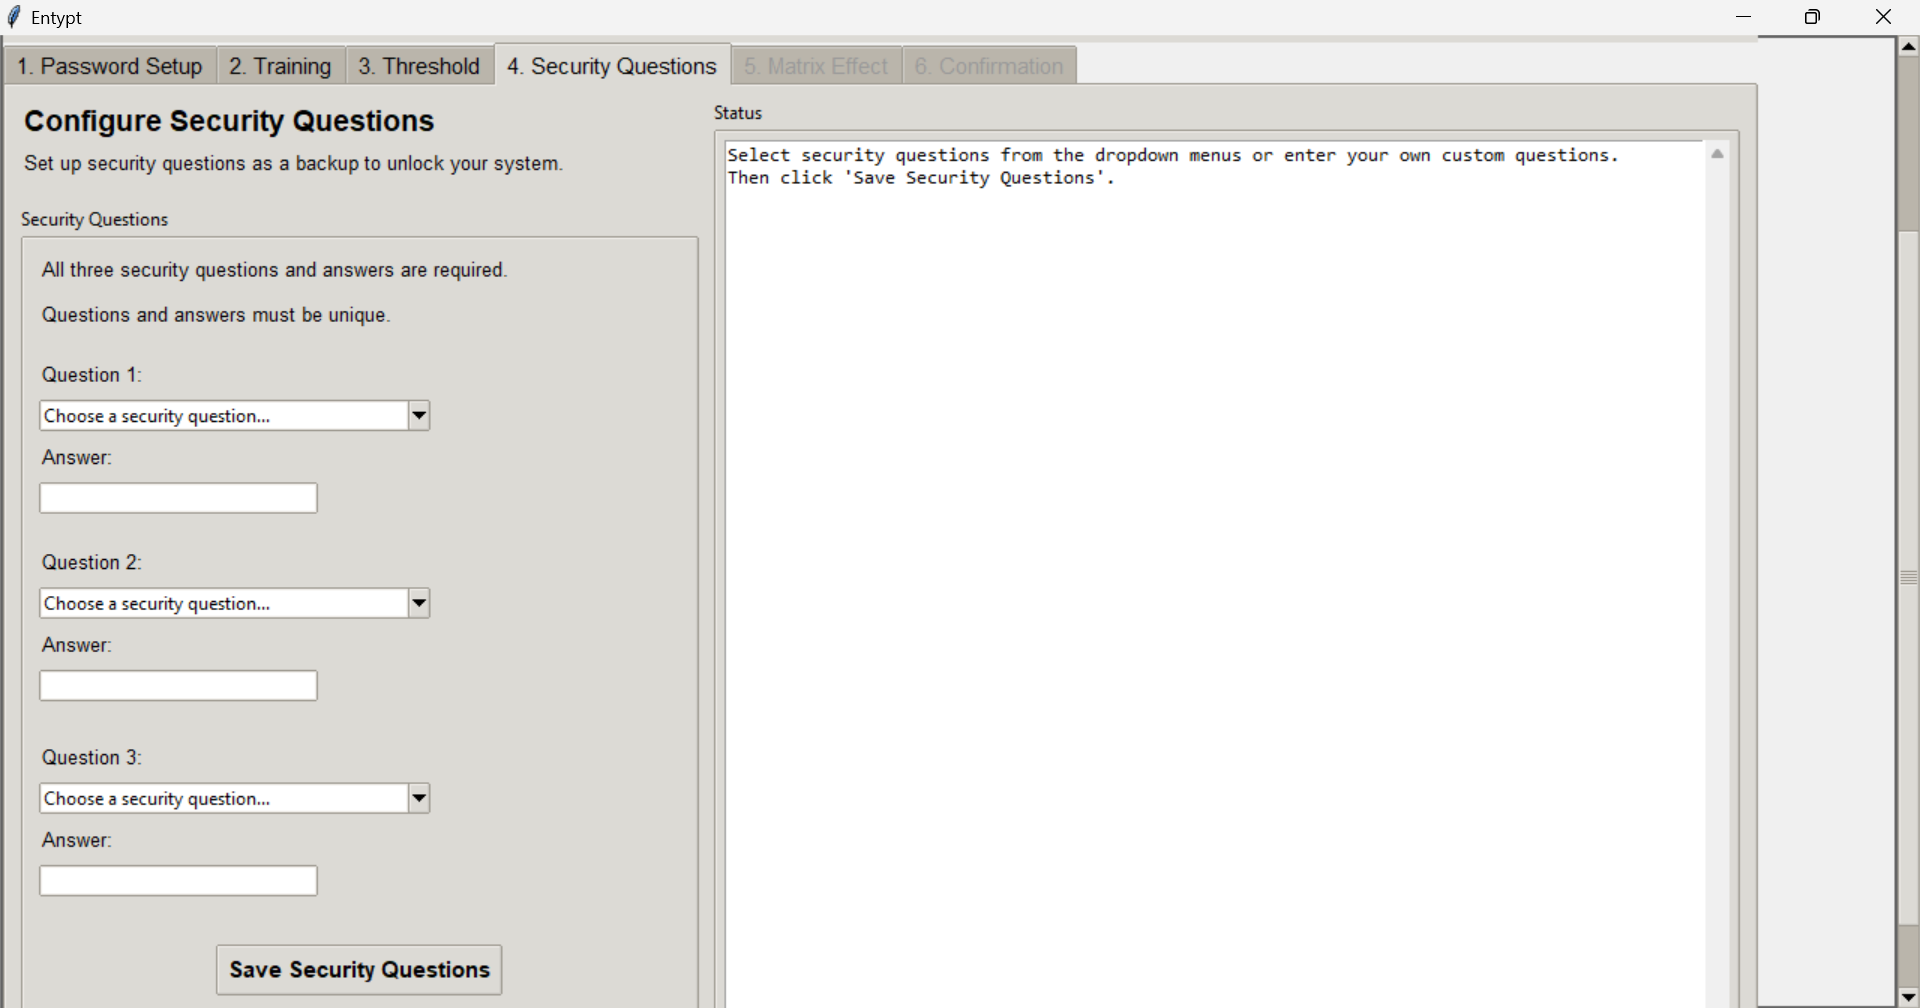 Entypt
1. Password Setup
2. Training
3. Threshold
4. Security Questions
5. Matrix Effect
6. Confirmation
Configure Security Questions
Set up security questions as a backup to unlock your system.
Security Questions
All three security questions and answers are required.
Questions and answers must be unique.
Question 1:
Choose a security question...
Answer:
Question 2:
Choose a security question...
Answer:
Question 3:
Choose a security question...
Answer:
Save Security Questions
Status
Select security questions from the dropdown menus or enter your own custom questions.
Then click 'Save Security Questions'.